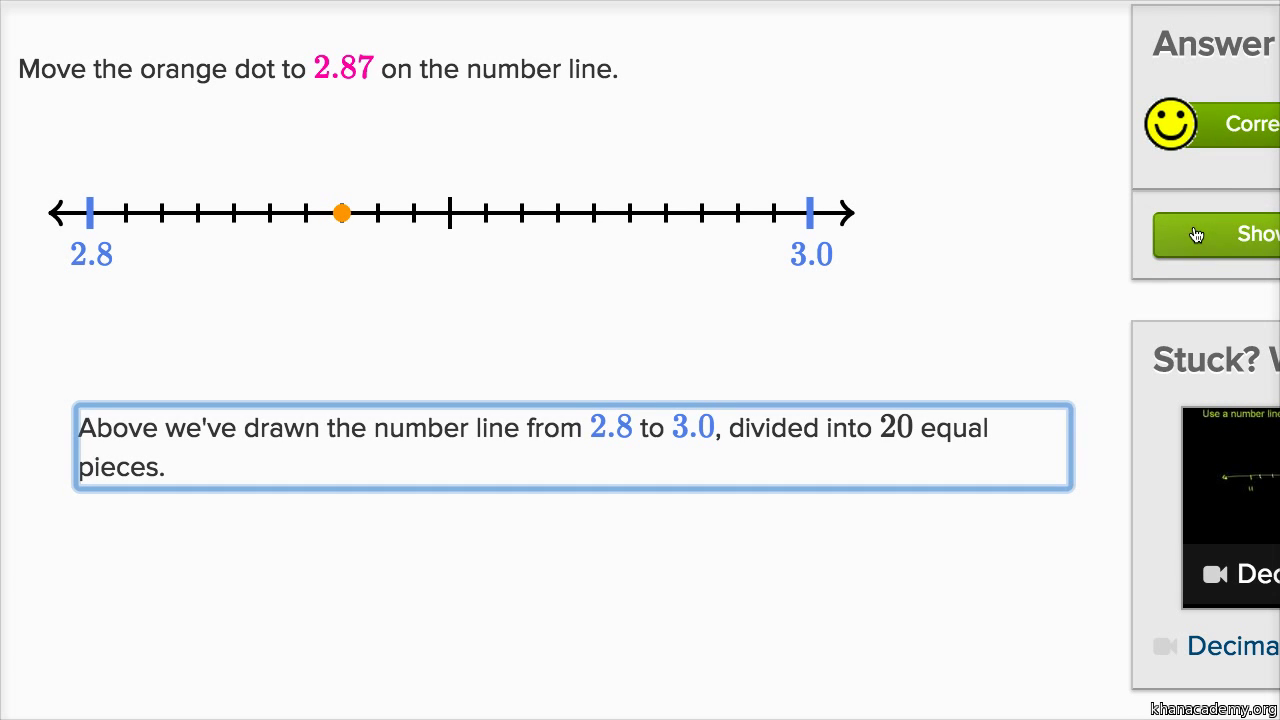 Move the orange dot to 2.87 on the number line.
2.8
3.0
Above we've drawn the number line from 2.8 to 3.0, divided into 20 equal
pieces.
Answer
Corre
Show
Stuck? W
Use a number line
Dec
Decima
khanacademy.org